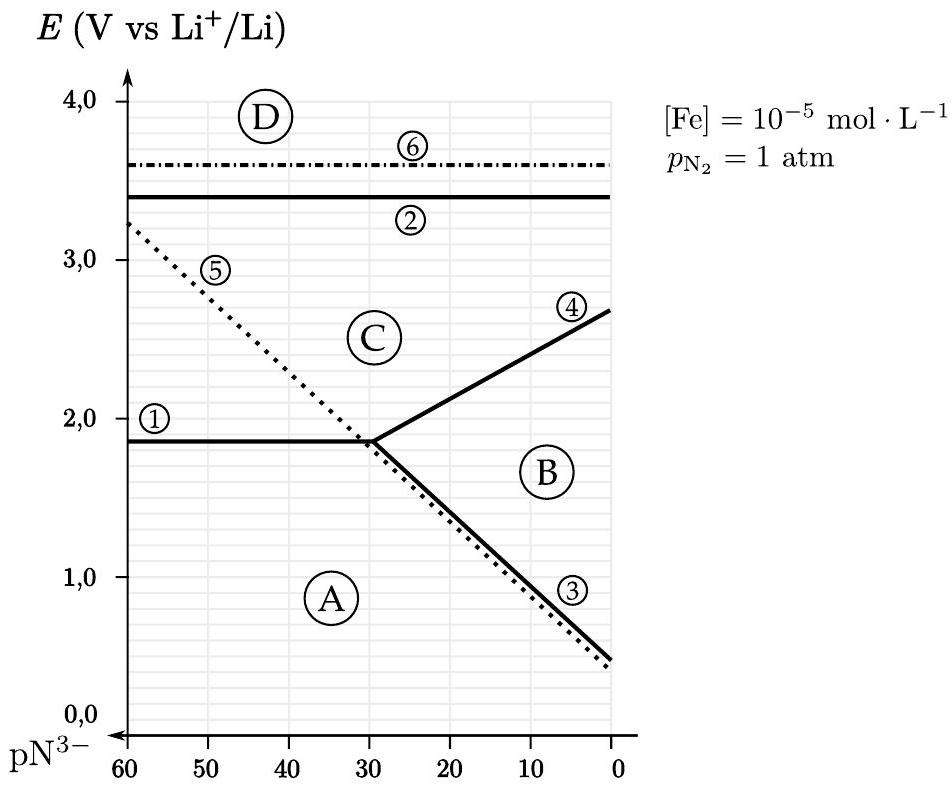 E (V vs Li⁺/Li)
4,0
D
6
[Fe] = 10⁻⁵ mol · L⁻¹
p_N₂ = 1 atm
2
3,0
5
C
4
2,0
1
B
1,0
A
3
0,0
pN³⁻
60 50 40 30 20 10 0